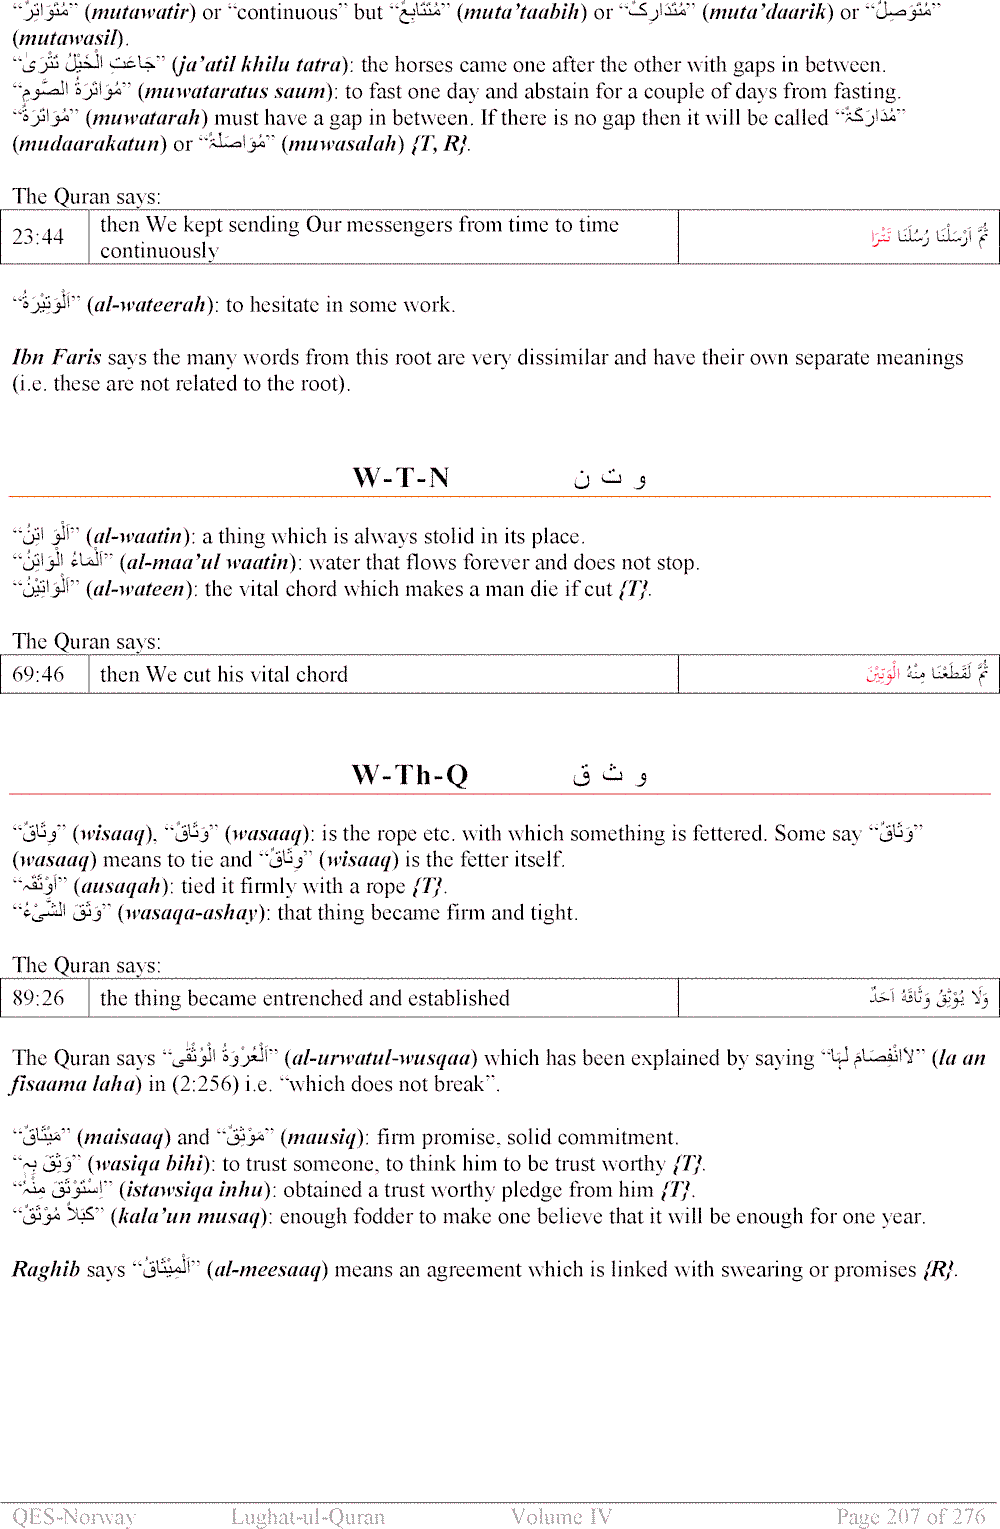 “مُتَوَاتِرٌ” (mutawatir) or “continuous” but “مُتَتَابِعٌ” (muta’taabih) or “مُتَدَارِکٌ” (muta’daarik) or “مُتَوَصِلٌ”
(mutawasil).
“جَاءَتِ الْخَیْلُ تَتْرَیٰ” (ja’atil khilu tatra): the horses came one after the other with gaps in between.
“مُوَاتَرَۃُ الصَّومِ” (muwataratus saum): to fast one day and abstain for a couple of days from fasting.
“مُوَاتَرَۃٌ” (muwatarah) must have a gap in between. If there is no gap then it will be called “مُدَارَکَۃٌ”
(mudaarakatun) or “مُوَاصَلَۃٌ” (muwasalah) {T, R}.
The Quran says:
23:44 then We kept sending Our messengers from time to time continuously ثُمَّ اَرْسَلْنَا رُسُلَنَا تَتْرَا
“اَلْوَتِیْرَۃُ” (al-wateerah): to hesitate in some work.
Ibn Faris says the many words from this root are very dissimilar and have their own separate meanings
(i.e. these are not related to the root).
W-T-N و ت ن
“اَلْوَ اتِنُ” (al-waatin): a thing which is always stolid in its place.
“اَلْمَاءُ الْوَاتِنُ” (al-maa’ul waatin): water that flows forever and does not stop.
“اَلْوَاتِیْنُ” (al-wateen): the vital chord which makes a man die if cut {T}.
The Quran says:
69:46 then We cut his vital chord ثُمَّ لَقَطَعْنَا مِنْهُ الْوَتِیْنَ
W-Th-Q و ث ق
“وِثَاقٌ” (wisaaq), “وَثَاقٌ” (wasaaq): is the rope etc. with which something is fettered. Some say “وَثَاقٌ”
(wasaaq) means to tie and “وِثَاقٌ” (wisaaq) is the fetter itself.
“اَوْثَقَہٗ” (ausaqah): tied it firmly with a rope {T}.
“وَثَقَ الشَّیْءُ” (wasaqa-ashay): that thing became firm and tight.
The Quran says:
89:26 the thing became entrenched and established وَلَا یُوْثِقُ وَثَاقَهُ اَحَدٌ
The Quran says “اَلْعُرْوَۃُ الْوُثْقٰی” (al-urwatul-wusqaa) which has been explained by saying “لَاانْفِصَامَ لَہَا” (la an
fisaama laha) in (2:256) i.e. “which does not break”.
“مَیْثَاقٌ” (maisaaq) and “مَوْثِقٌ” (mausiq): firm promise, solid commitment.
“وَثِقَ بِہٖ” (wasiqa bihi): to trust someone, to think him to be trust worthy {T}.
“اِسْتَوْثَقَ مِنْہُ” (istawsiqa inhu): obtained a trust worthy pledge from him {T}.
“کَلَأٌ مُوْثَقٌ” (kala’un musaq): enough fodder to make one believe that it will be enough for one year.
Raghib says “اَلْمِیْثَاقُ” (al-meesaaq) means an agreement which is linked with swearing or promises {R}.
QES-Norway Lughat-ul-Quran Volume IV Page 207 of 276